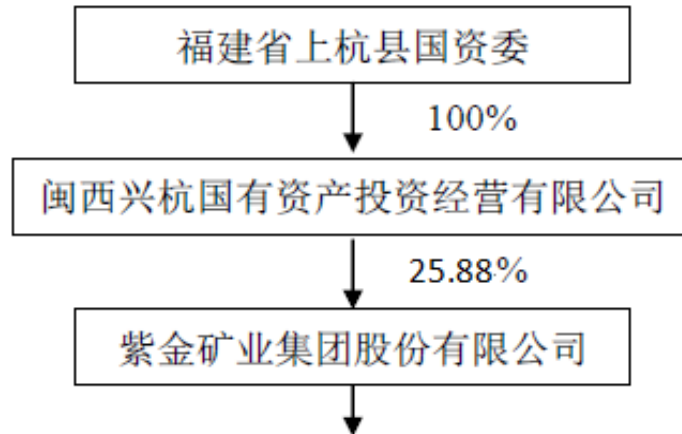 福建省上杭县国资委
100%
闽西兴杭国有资产投资经营有限公司
25.88%
紫金矿业集团股份有限公司